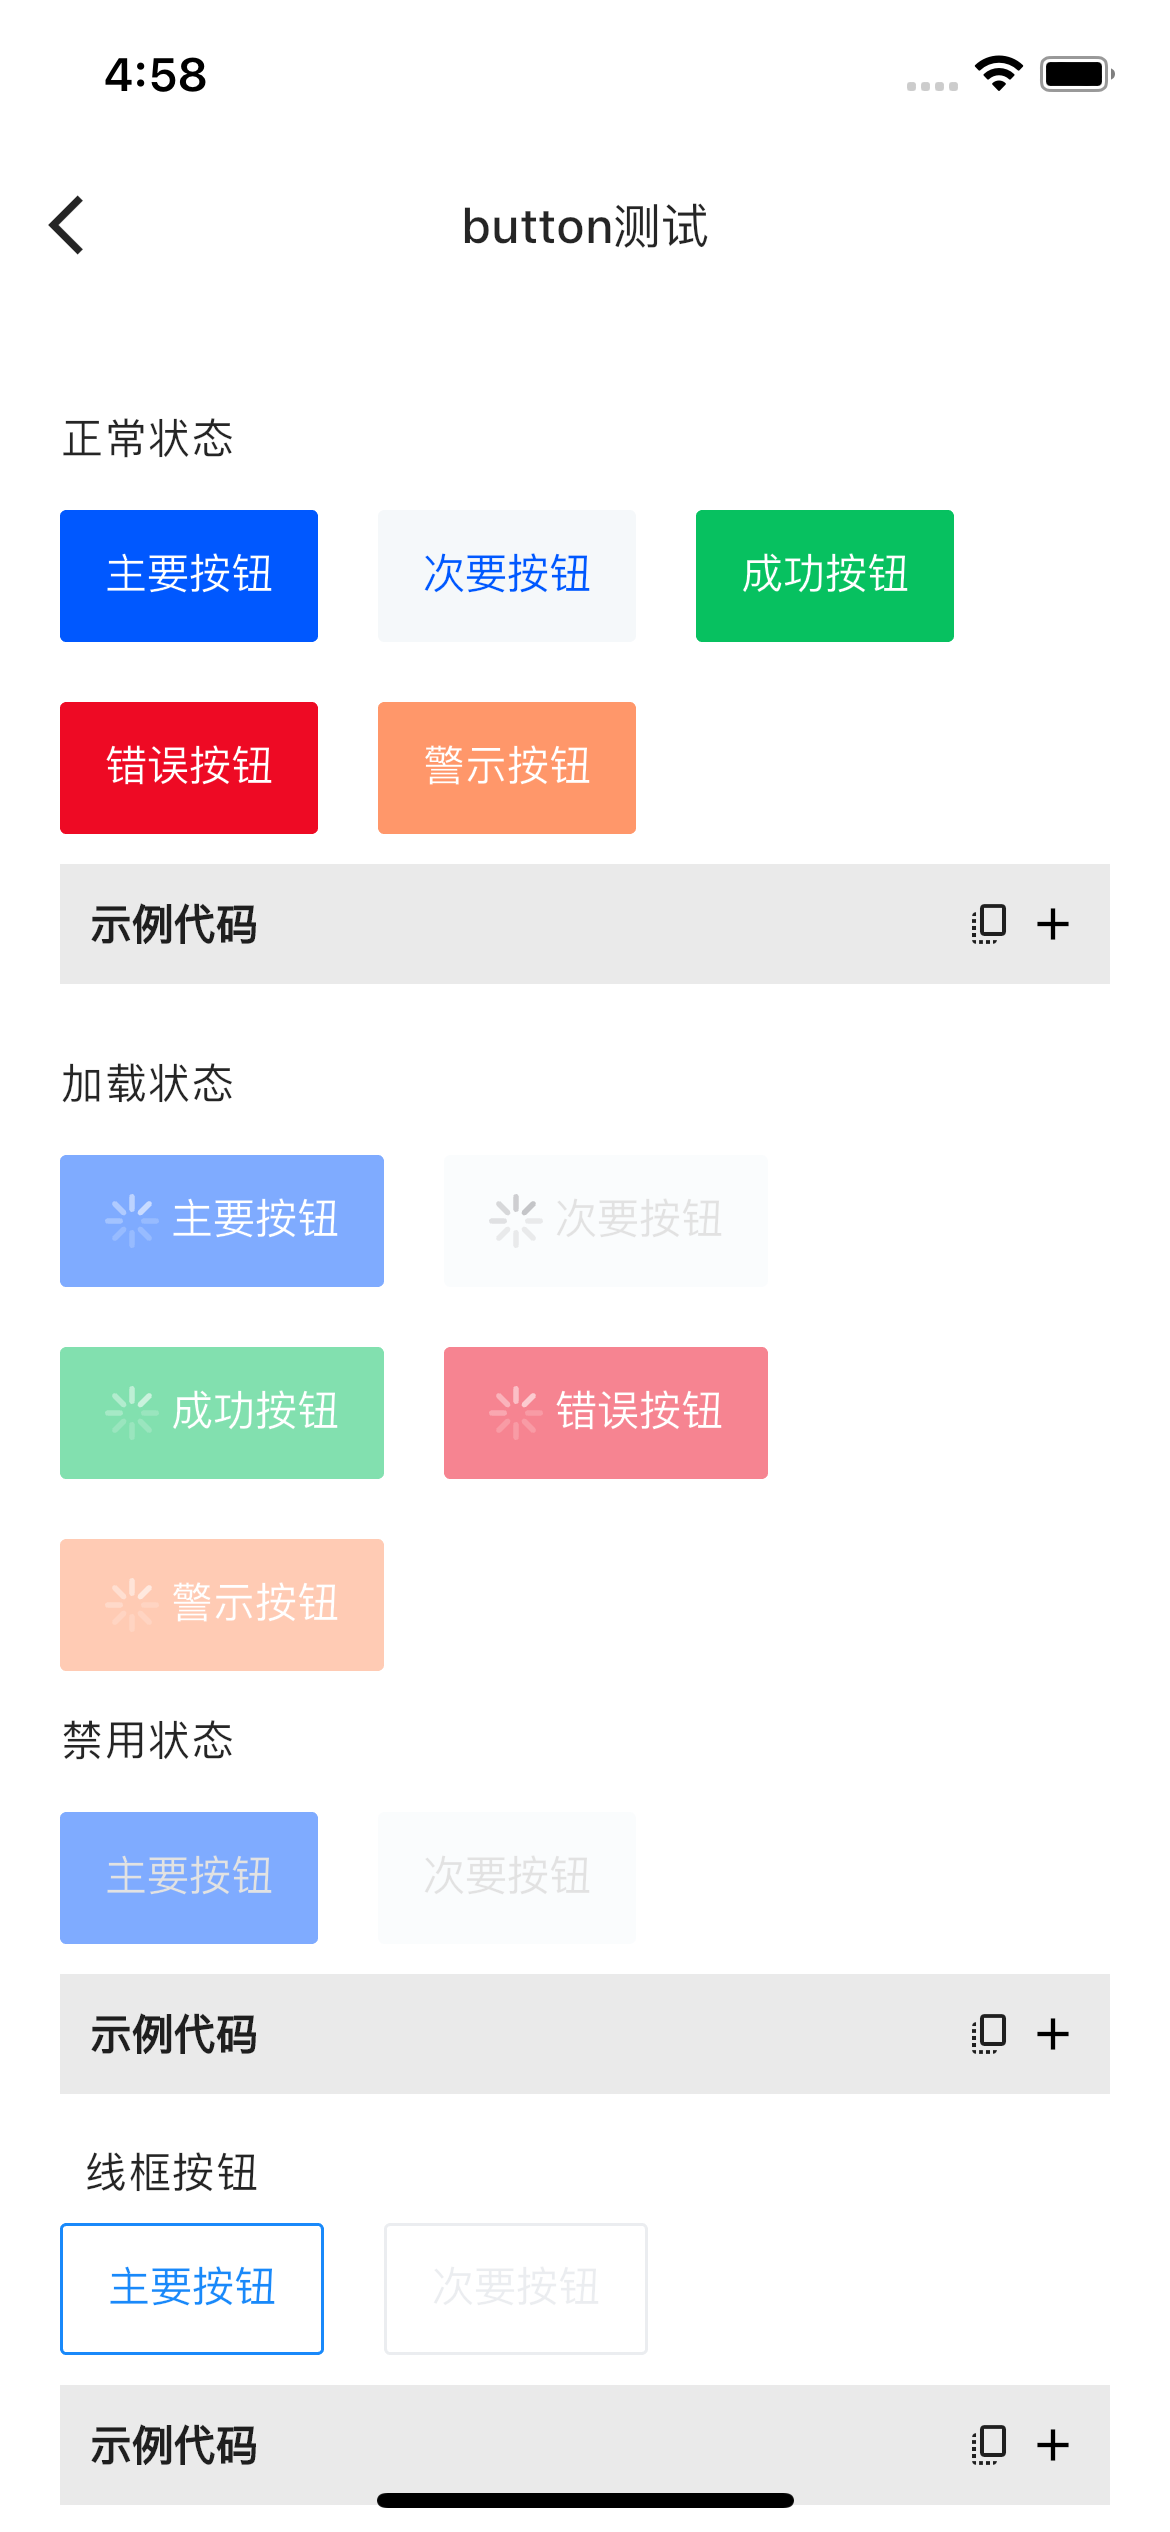 4:58
button测试
正常状态
主要按钮 次要按钮 成功按钮
错误按钮 警示按钮
示例代码
加载状态
主要按钮 次要按钮
成功按钮 错误按钮
警示按钮
禁用状态
主要按钮 次要按钮
示例代码
线框按钮
主要按钮 次要按钮
示例代码